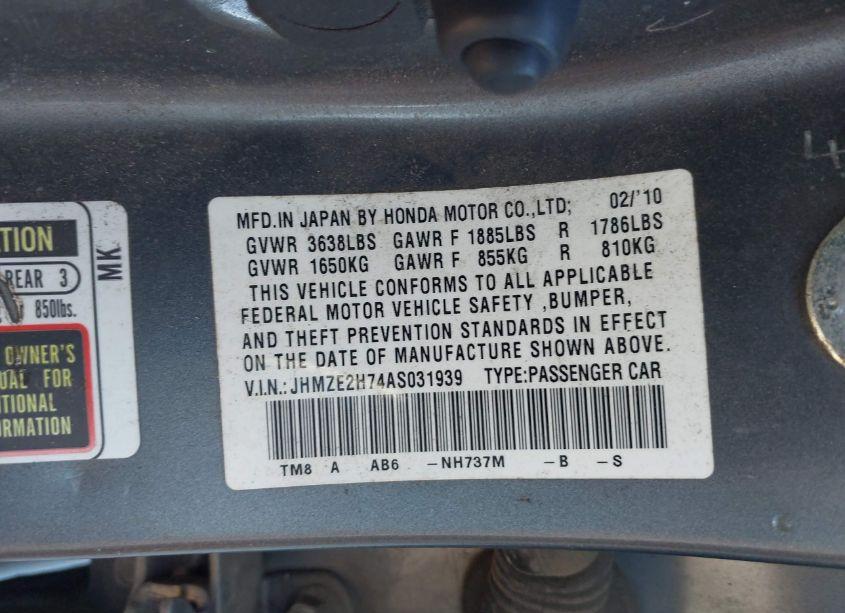 MFD.IN JAPAN BY HONDA MOTOR CO.,LTD; 02/'10
GVWR 3638LBS GAWR F 1885LBS R 1786LBS
GVWR 1650KG GAWR F 855KG R 810KG
THIS VEHICLE CONFORMS TO ALL APPLICABLE
FEDERAL MOTOR VEHICLE SAFETY ,BUMPER,
AND THEFT PREVENTION STANDARDS IN EFFECT
ON THE DATE OF MANUFACTURE SHOWN ABOVE.
V.I.N.:JHMZE2H74AS031939 TYPE:PASSENGER CAR
TM8 A AB6 -NH737M -B -S
TION
REAR 3
850lbs.
MK
OWNER'S
UAL FOR
ITIONAL
ORMATION
4